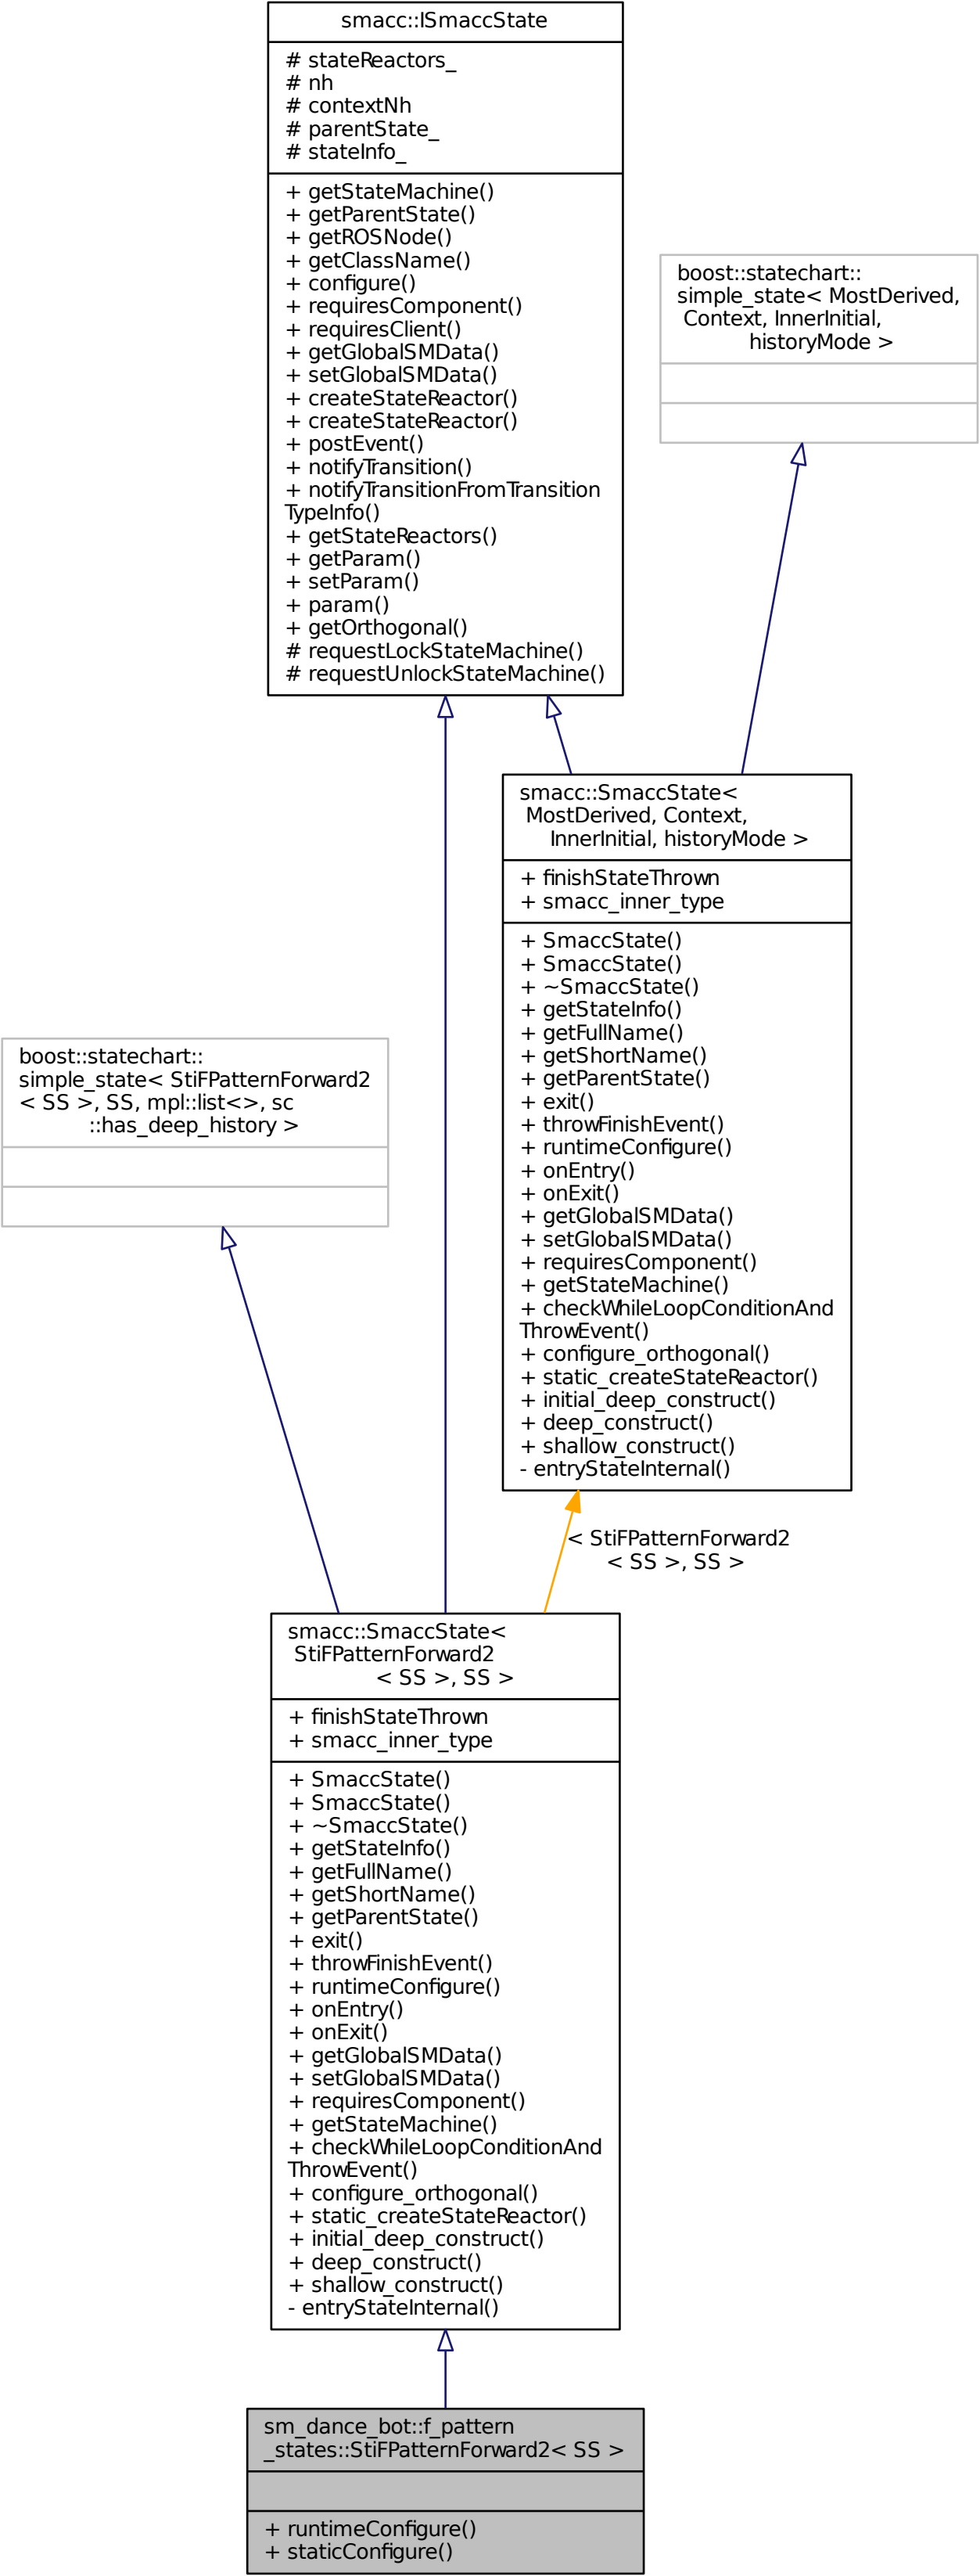 smacc::ISmaccState
# stateReactors_
# nh
# contextNh
# parentState_
# stateInfo_
+ getStateMachine()
+ getParentState()
+ getROSNode()
+ getClassName()
+ configure()
+ requiresComponent()
+ requiresClient()
+ getGlobalSMData()
+ setGlobalSMData()
+ createStateReactor()
+ createStateReactor()
+ postEvent()
+ notifyTransition()
+ notifyTransitionFromTransition
TypeInfo()
+ getStateReactors()
+ getParam()
+ setParam()
+ param()
+ getOrthogonal()
# requestLockStateMachine()
# requestUnlockStateMachine()
boost::statechart::
simple_state< MostDerived,
Context, InnerInitial,
historyMode >
smacc::SmaccState<
MostDerived, Context,
InnerInitial, historyMode >
+ finishStateThrown
+ smacc_inner_type
+ SmaccState()
+ SmaccState()
+ ~SmaccState()
+ getStateInfo()
+ getFullName()
+ getShortName()
+ getParentState()
+ exit()
+ throwFinishEvent()
+ runtimeConfigure()
+ onEntry()
+ onExit()
+ getGlobalSMData()
+ setGlobalSMData()
+ requiresComponent()
+ getStateMachine()
+ checkWhileLoopConditionAnd
ThrowEvent()
+ configure_orthogonal()
+ static_createStateReactor()
+ initial_deep_construct()
+ deep_construct()
+ shallow_construct()
- entryStateInternal()
boost::statechart::
simple_state< StiFPatternForward2
< SS >, SS, mpl::list<>, sc
::has_deep_history >
< StiFPatternForward2
< SS >, SS >
smacc::SmaccState<
StiFPatternForward2
< SS >, SS >
+ finishStateThrown
+ smacc_inner_type
+ SmaccState()
+ SmaccState()
+ ~SmaccState()
+ getStateInfo()
+ getFullName()
+ getShortName()
+ getParentState()
+ exit()
+ throwFinishEvent()
+ runtimeConfigure()
+ onEntry()
+ onExit()
+ getGlobalSMData()
+ setGlobalSMData()
+ requiresComponent()
+ getStateMachine()
+ checkWhileLoopConditionAnd
ThrowEvent()
+ configure_orthogonal()
+ static_createStateReactor()
+ initial_deep_construct()
+ deep_construct()
+ shallow_construct()
- entryStateInternal()
sm_dance_bot::f_pattern
_states::StiFPatternForward2< SS >
+ runtimeConfigure()
+ staticConfigure()